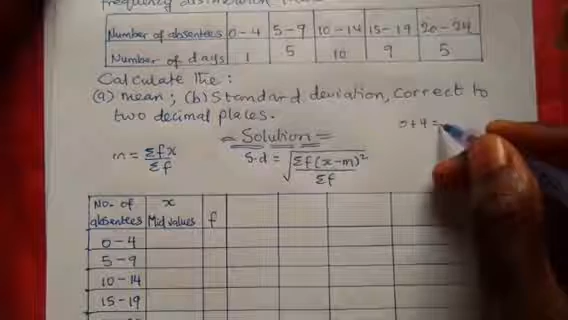 Frequency distribution
Number of absentees 0-4 5-9 10-14 15-19 20-24
Number of days 1 5 10 9 5
Calculate the:
(a) mean; (b) Standard deviation, correct to
two decimal places.
0+4=
Solution
m = Σfx / Σf
S.d = √Σf(x-m)² / Σf
No. of absentees x Mid values f
0-4
5-9
10-14
15-19